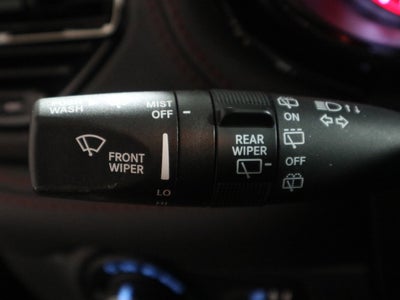 WASH
MIST
OFF
FRONT
WIPER
LO
REAR
WIPER
ON
OFF